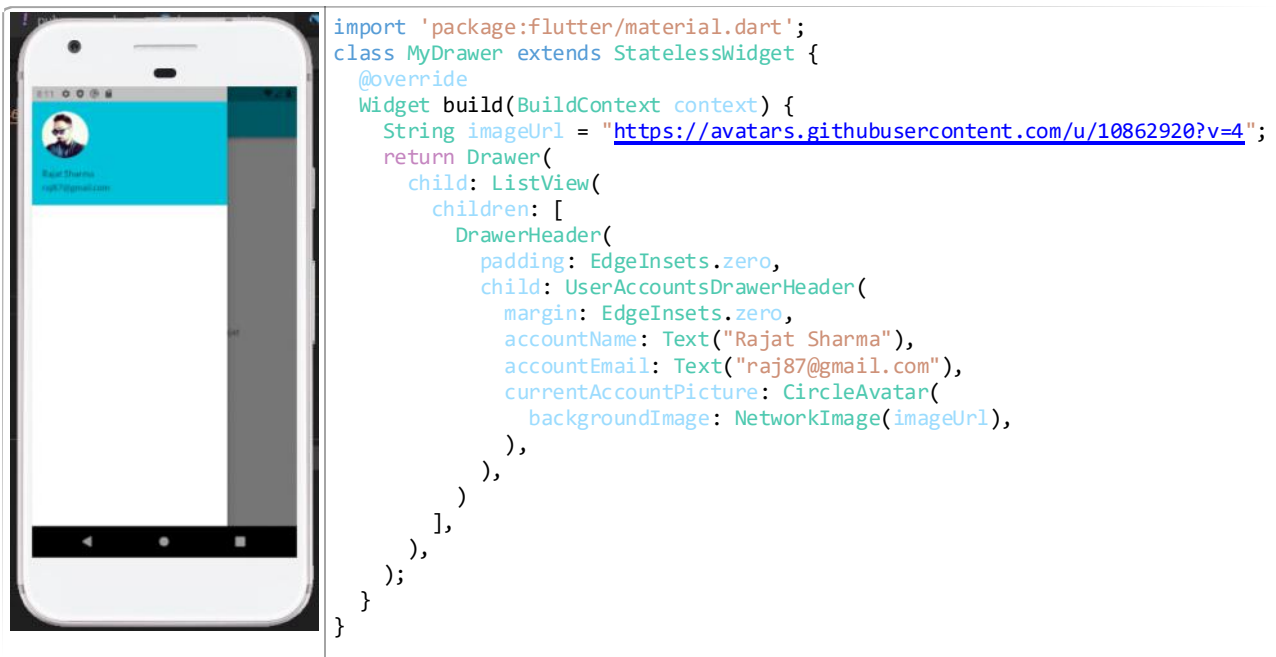 8:11
Rajat Sharma
raj87@gmail.com
import 'package:flutter/material.dart';
class MyDrawer extends StatelessWidget {
  @override
  Widget build(BuildContext context) {
    String imageUrl = "https://avatars.githubusercontent.com/u/10862920?v=4";
    return Drawer(
      child: ListView(
        children: [
          DrawerHeader(
            padding: EdgeInsets.zero,
            child: UserAccountsDrawerHeader(
              margin: EdgeInsets.zero,
              accountName: Text("Rajat Sharma"),
              accountEmail: Text("raj87@gmail.com"),
              currentAccountPicture: CircleAvatar(
                backgroundImage: NetworkImage(imageUrl),
              ),
            ),
          )
        ],
      ),
    );
  }
}